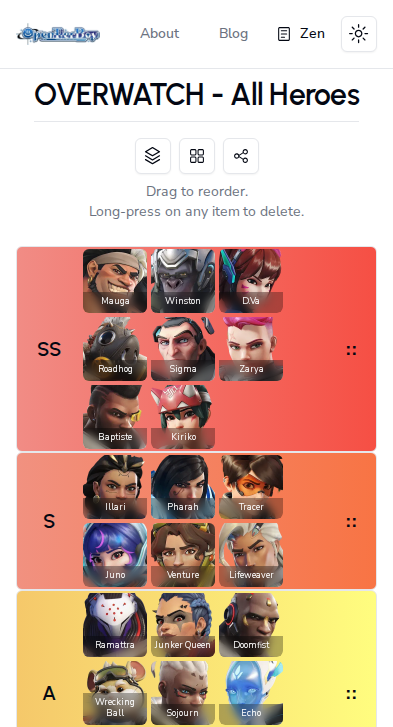 OpenTierBoy
About
Blog
Zen
OVERWATCH - All Heroes
Drag to reorder.
Long-press on any item to delete.
SS
Mauga
Winston
D.Va
Roadhog
Sigma
Zarya
Baptiste
Kiriko
S
Illari
Pharah
Tracer
Juno
Venture
Lifeweaver
A
Ramattra
Junker Queen
Doomfist
Wrecking
Ball
Sojourn
Echo